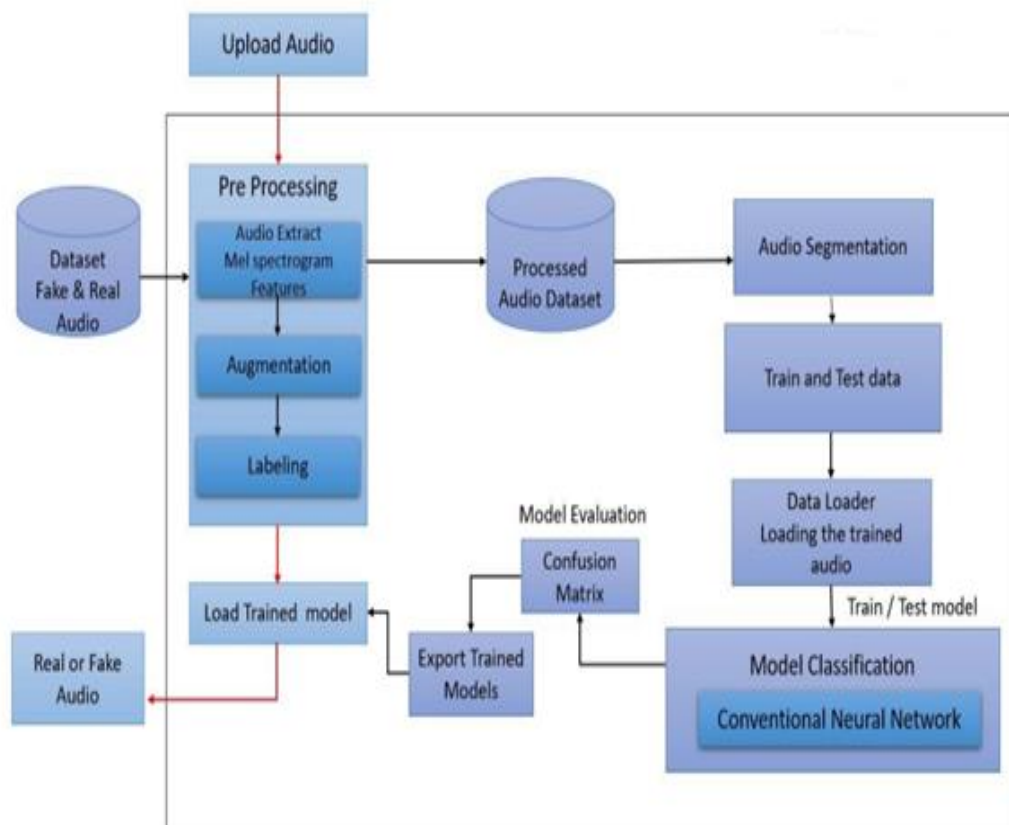 Upload Audio
Pre Processing
Audio Extract
Mel spectrogram
Features
Augmentation
Labeling
Dataset
Fake & Real
Audio
Processed
Audio Dataset
Audio Segmentation
Train and Test data
Data Loader
Loading the trained
audio
Train / Test model
Model Classification
Conventional Neural Network
Model Evaluation
Confusion
Matrix
Export Trained
Models
Load Trained model
Real or Fake
Audio